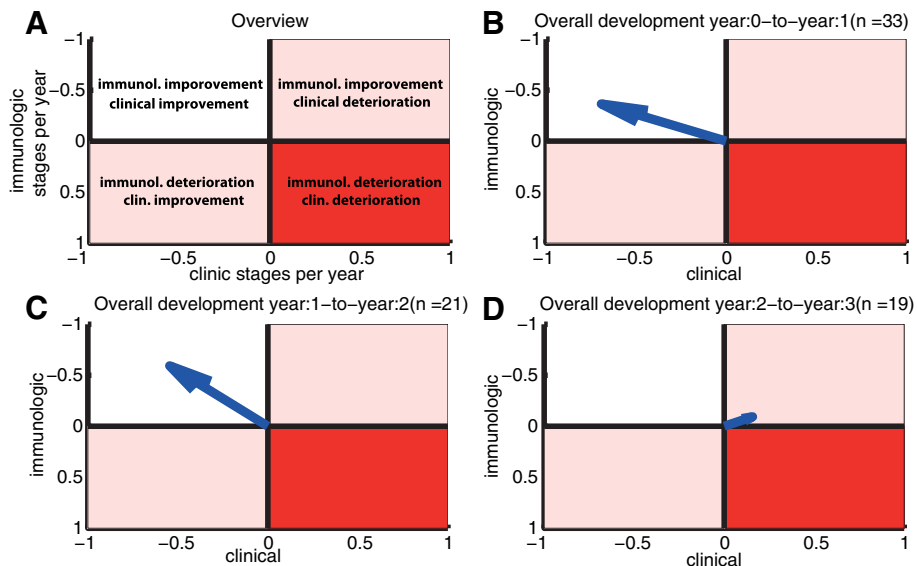 A
Overview
−1
−0.5
0
0.5
1
immunologic
stages per year
immunol. imporovement
clinical improvement
immunol. imporovement
clinical deterioration
immunol. deterioration
clin. improvement
immunol. deterioration
clin. deterioration
−1
−0.5
0
0.5
1
clinic stages per year
B
Overall development year:0−to−year:1(n =33)
−1
−0.5
0
0.5
1
immunologic
−1
−0.5
0
0.5
1
clinical
C
Overall development year:1−to−year:2(n =21)
−1
−0.5
0
0.5
1
immunologic
−1
−0.5
0
0.5
1
clinical
D
Overall development year:2−to−year:3(n =19)
−1
−0.5
0
0.5
1
immunologic
−1
−0.5
0
0.5
1
clinical